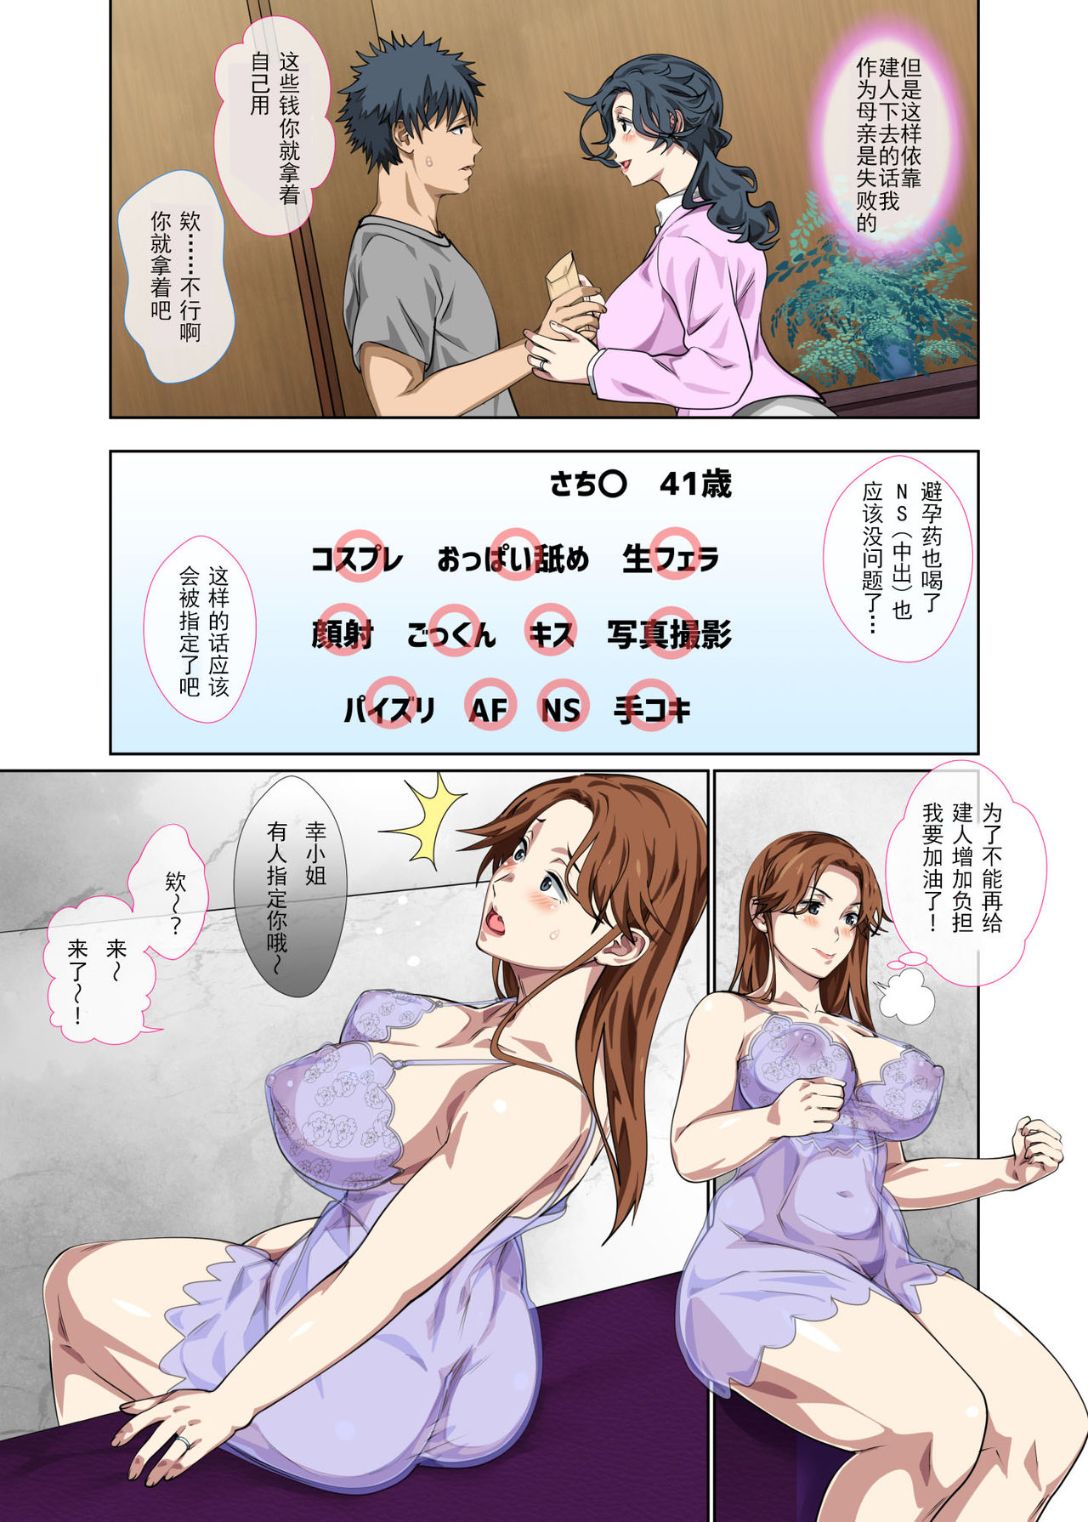 但是这样依靠
建人下去的话我
作为母亲是失败的
这些钱你就拿着
自己用
欸……不行啊
你就拿着吧
避孕药也喝了
NS(中出)也
应该没问题了…
さち〇 41歳
コスプレ おっぱい舐め 生フェラ
顔射 ごっくん キス 写真撮影
パイズリ AF NS 手コキ
这样的话应该
会被指定了吧
为了不能再给
建人增加负担
我要加油了!
幸小姐
有人指定你哦~
欸~?
来~
来了~!